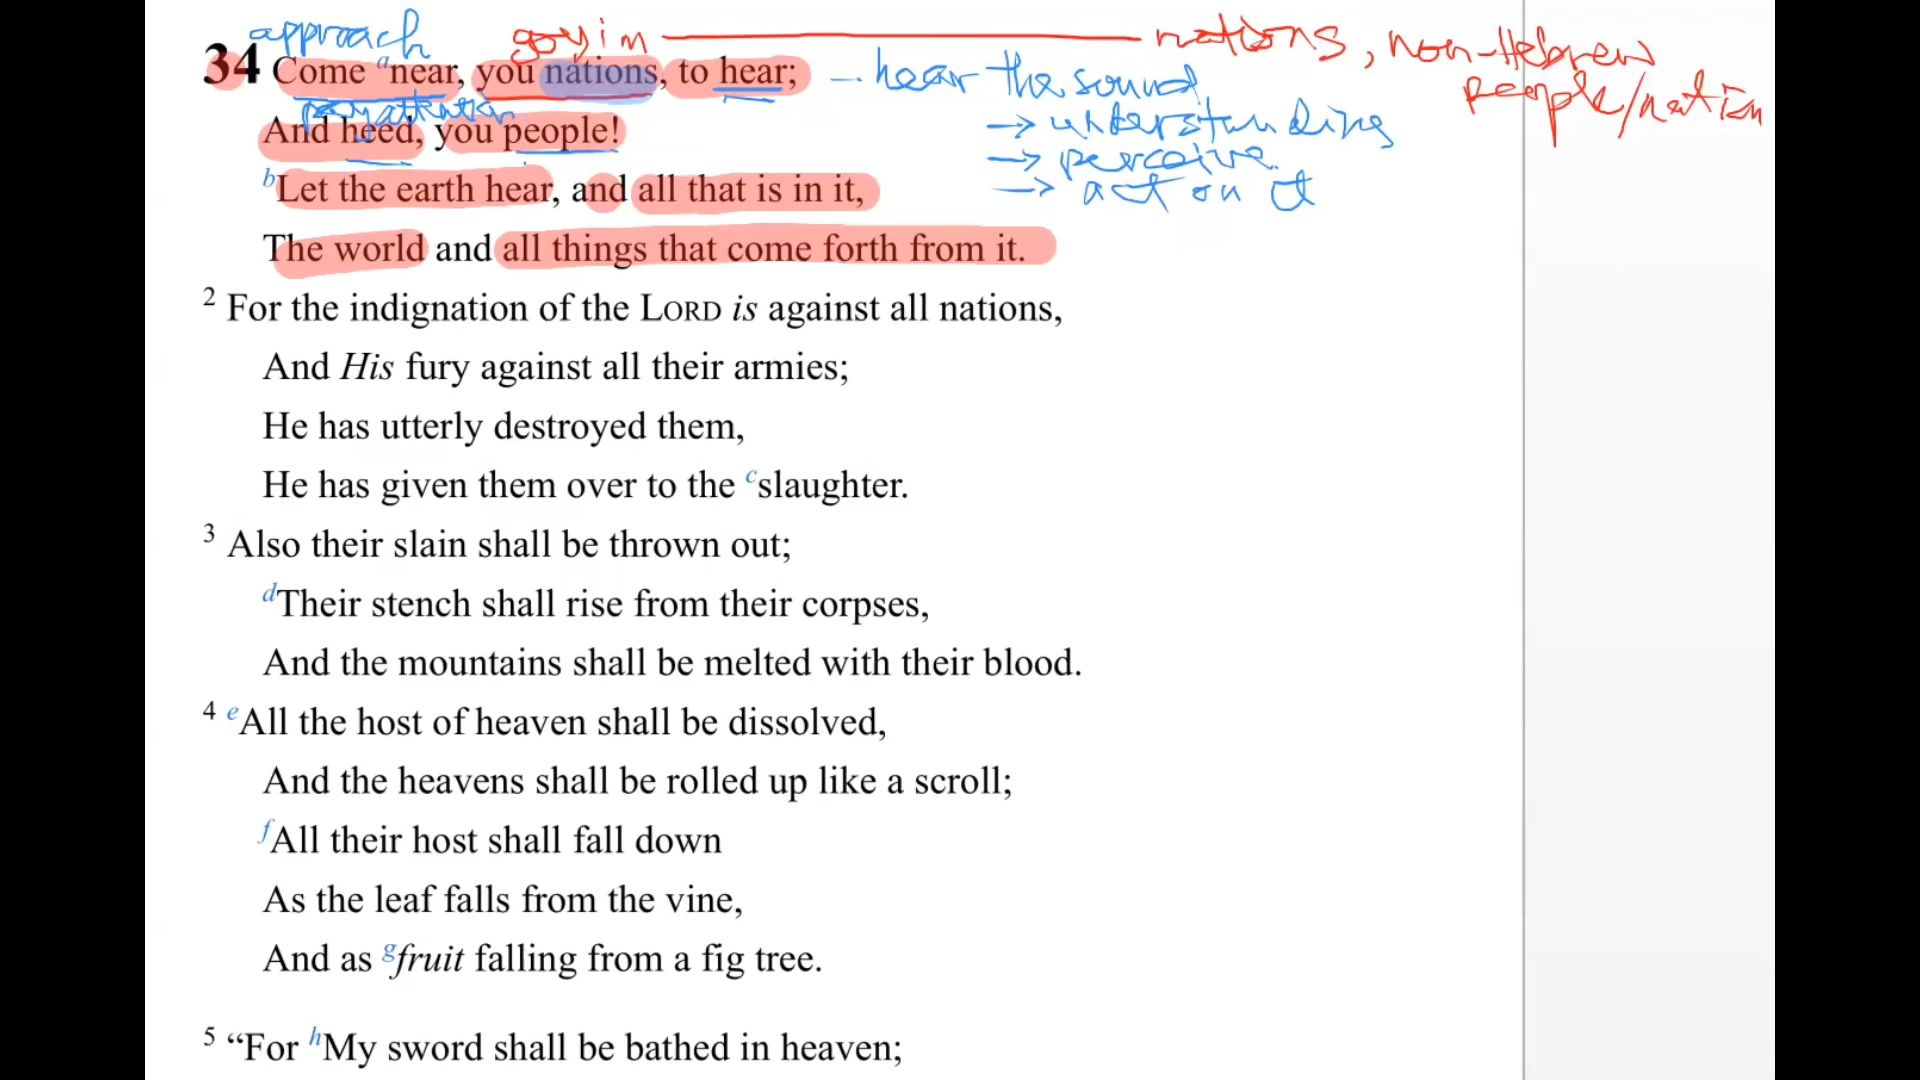 approach goyim nations, non-Hebrew
people/nation
34 Come a near, you nations, to hear; - hear the sound
pay attention → understanding
And heed, you people!
→ perceive
b Let the earth hear, and all that is in it, → act on it
The world and all things that come forth from it.
2 For the indignation of the LORD is against all nations,
And His fury against all their armies;
He has utterly destroyed them,
He has given them over to the c slaughter.
3 Also their slain shall be thrown out;
d Their stench shall rise from their corpses,
And the mountains shall be melted with their blood.
4 e All the host of heaven shall be dissolved,
And the heavens shall be rolled up like a scroll;
f All their host shall fall down
As the leaf falls from the vine,
And as g fruit falling from a fig tree.
5 “For h My sword shall be bathed in heaven;